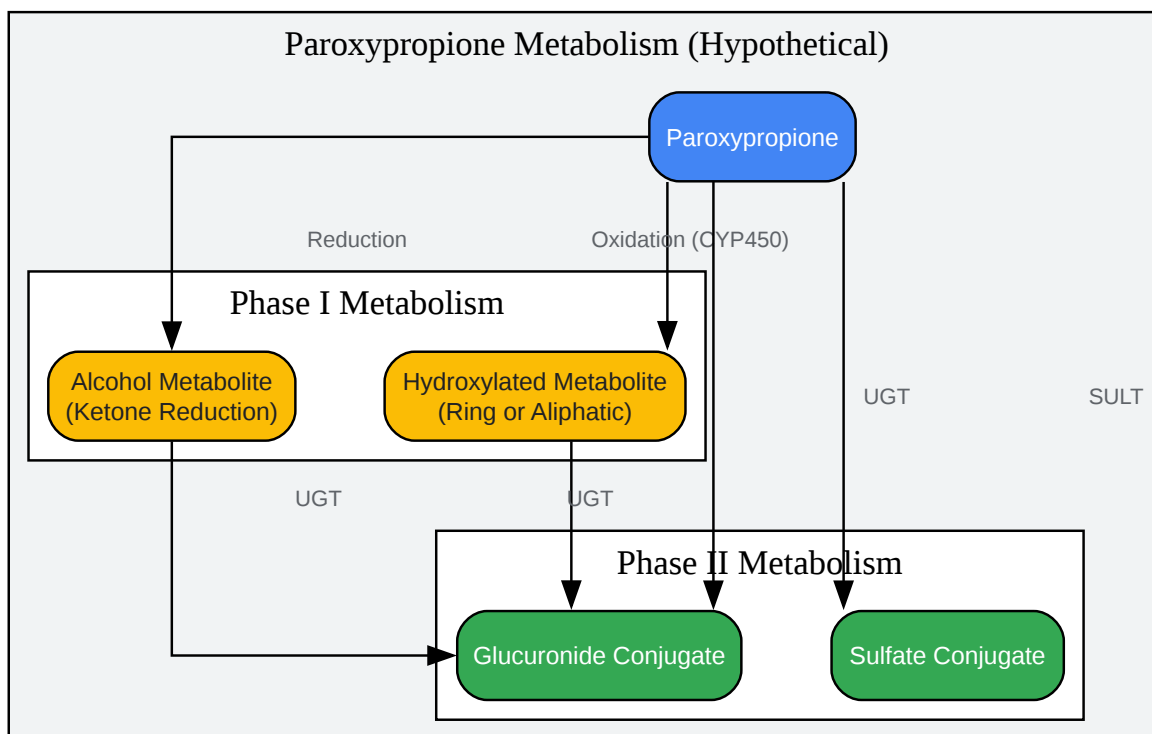 Paroxypropione Metabolism (Hypothetical)
Paroxypropione
Reduction
Oxidation (CYP450)
Phase I Metabolism
Alcohol Metabolite
(Ketone Reduction)
Hydroxylated Metabolite
(Ring or Aliphatic)
UGT
SULT
UGT
UGT
Phase II Metabolism
Glucuronide Conjugate
Sulfate Conjugate